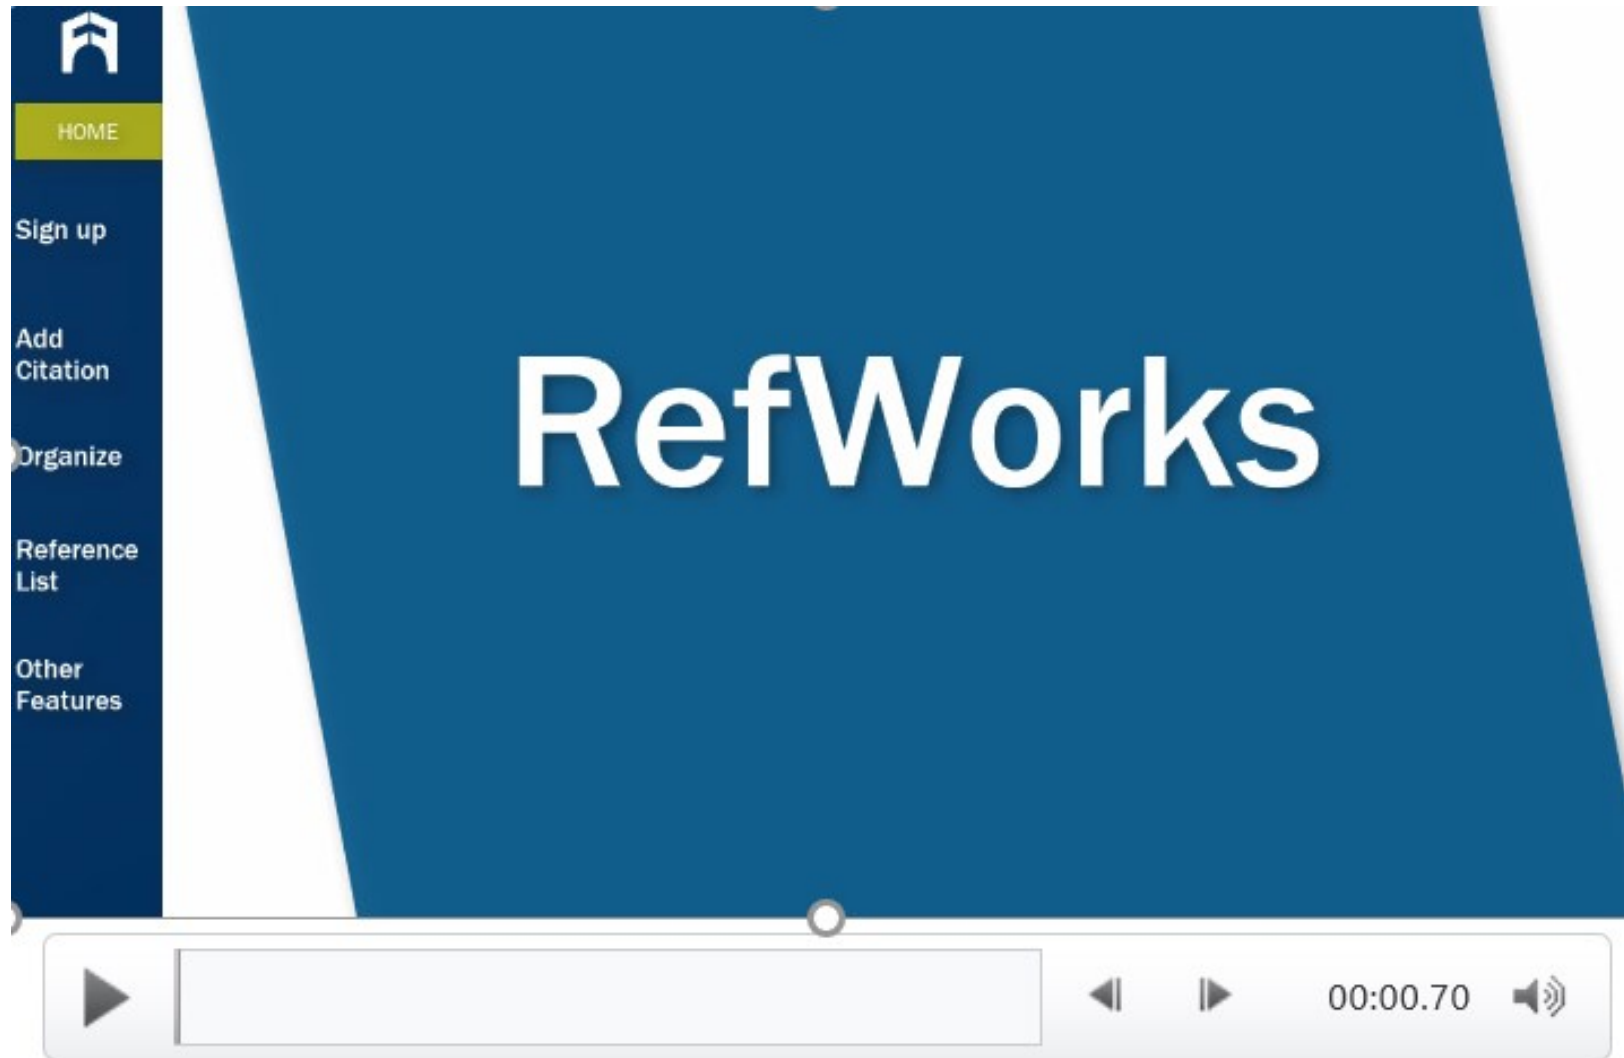 HOME
Sign up
Add
Citation
Organize
Reference
List
Other
Features
RefWorks
00:00.70